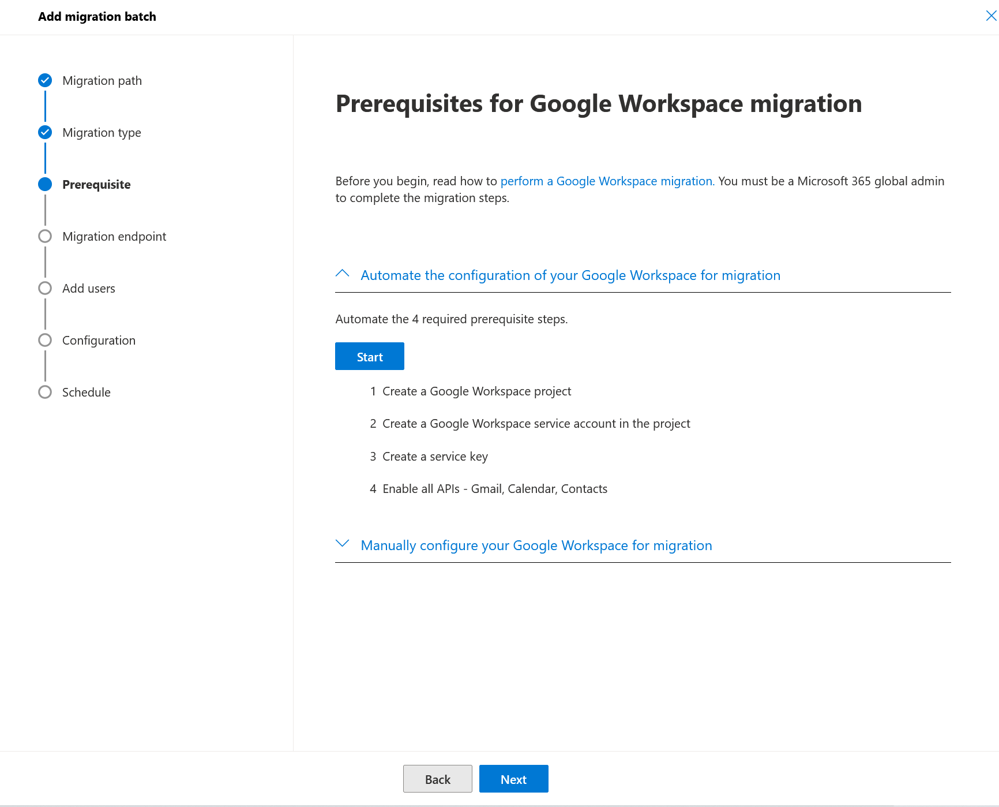 Add migration batch
Migration path
Migration type
Prerequisite
Migration endpoint
Add users
Configuration
Schedule
Prerequisites for Google Workspace migration
Before you begin, read how to perform a Google Workspace migration. You must be a Microsoft 365 global admin
to complete the migration steps.
Automate the configuration of your Google Workspace for migration
Automate the 4 required prerequisite steps.
Start
1 Create a Google Workspace project
2 Create a Google Workspace service account in the project
3 Create a service key
4 Enable all APIs - Gmail, Calendar, Contacts
Manually configure your Google Workspace for migration
Back
Next